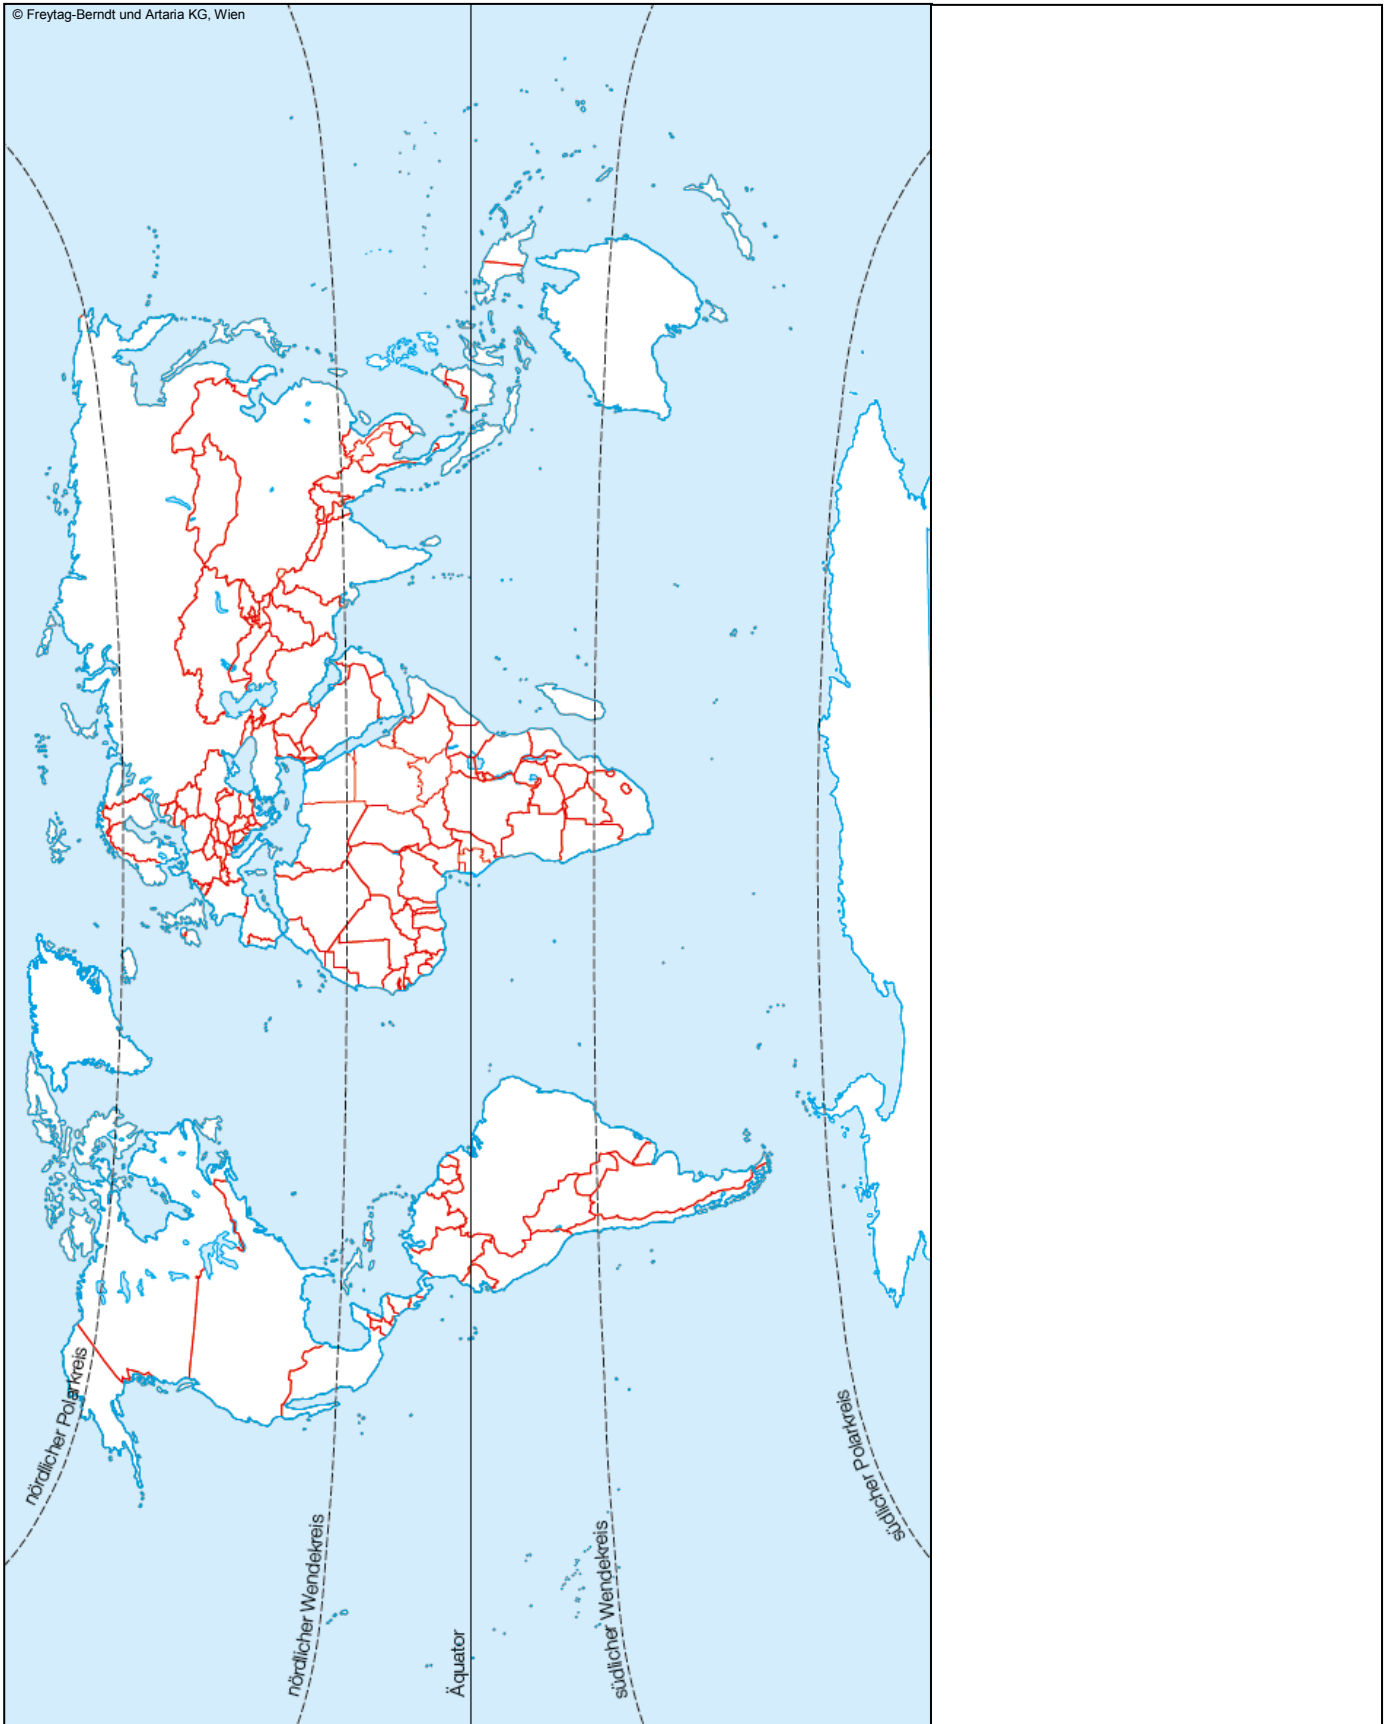 © Freytag-Berndt und Artaria KG, Wien
nördlicher Polarkreis
nördlicher Wendekreis
Äquator
südlicher Wendekreis
südlicher Polarkreis